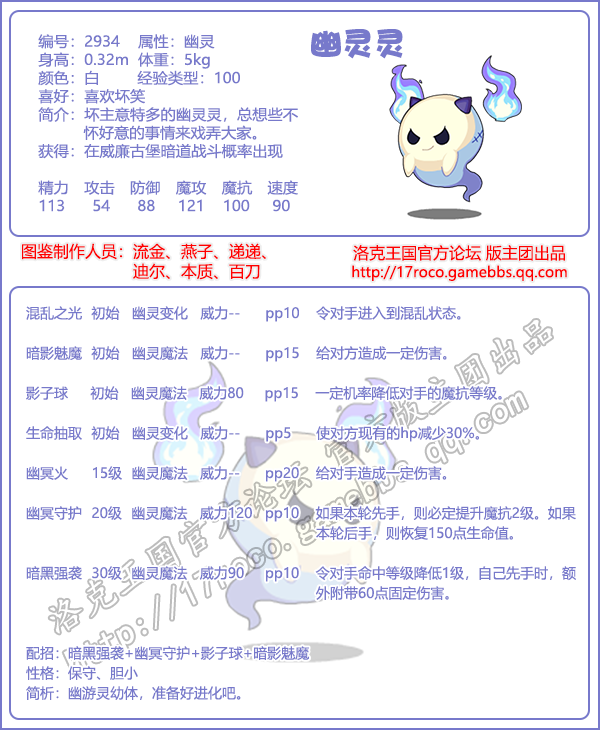 幽灵灵
编号：2934 属性：幽灵
身高：0.32m 体重：5kg
颜色：白 经验类型：100
喜好：喜欢坏笑
简介：坏主意特多的幽灵灵，总想些不
怀好意的事情来戏弄大家。
获得：在威廉古堡暗道战斗概率出现
精力 攻击 防御 魔攻 魔抗 速度
113 54 88 121 100 90
图鉴制作人员：流金、燕子、递递、
迪尔、本质、百刀
洛克王国官方论坛 版主团出品
http://17roco.gamebbs.qq.com
混乱之光 初始 幽灵变化 威力-- pp10 令对手进入到混乱状态。
暗影魅魔 初始 幽灵魔法 威力-- pp15 给对方造成一定伤害。
影子球 初始 幽灵魔法 威力80 pp15 一定机率降低对手的魔抗等级。
生命抽取 初始 幽灵变化 威力-- pp5 使对方现有的hp减少30%。
幽冥火 15级 幽灵魔法 威力-- pp20 给对手造成一定伤害。
幽冥守护 20级 幽灵魔法 威力120 pp10 如果本轮先手，则必定提升魔抗2级。如果
本轮后手，则恢复150点生命值。
暗黑强袭 30级 幽灵魔法 威力90 pp10 令对手命中等级降低1级，自己先手时，额
外附带60点固定伤害。
配招：暗黑强袭+幽冥守护+影子球+暗影魅魔
性格：保守、胆小
简析：幽游灵幼体，准备好进化吧。
洛克王国官方论坛 官方版主团出品
http://17roco.gamebbs.qq.com